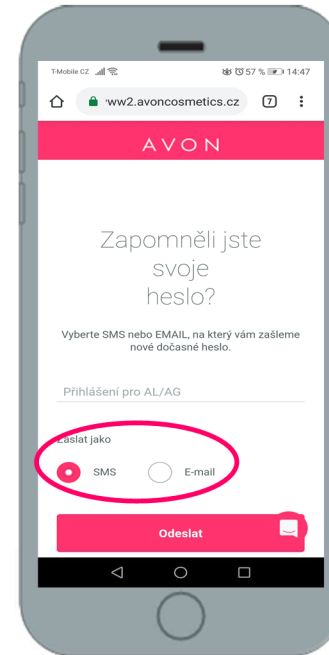 T-Mobile CZ 57 % 14:47
ww2.avoncosmetics.cz 7
AVON
Zapomněli jste
svoje
heslo?
Vyberte SMS nebo EMAIL, na který vám zašleme
nové dočasné heslo.
Přihlášení pro AL/AG
Zaslat jako
SMS E-mail
Odeslat